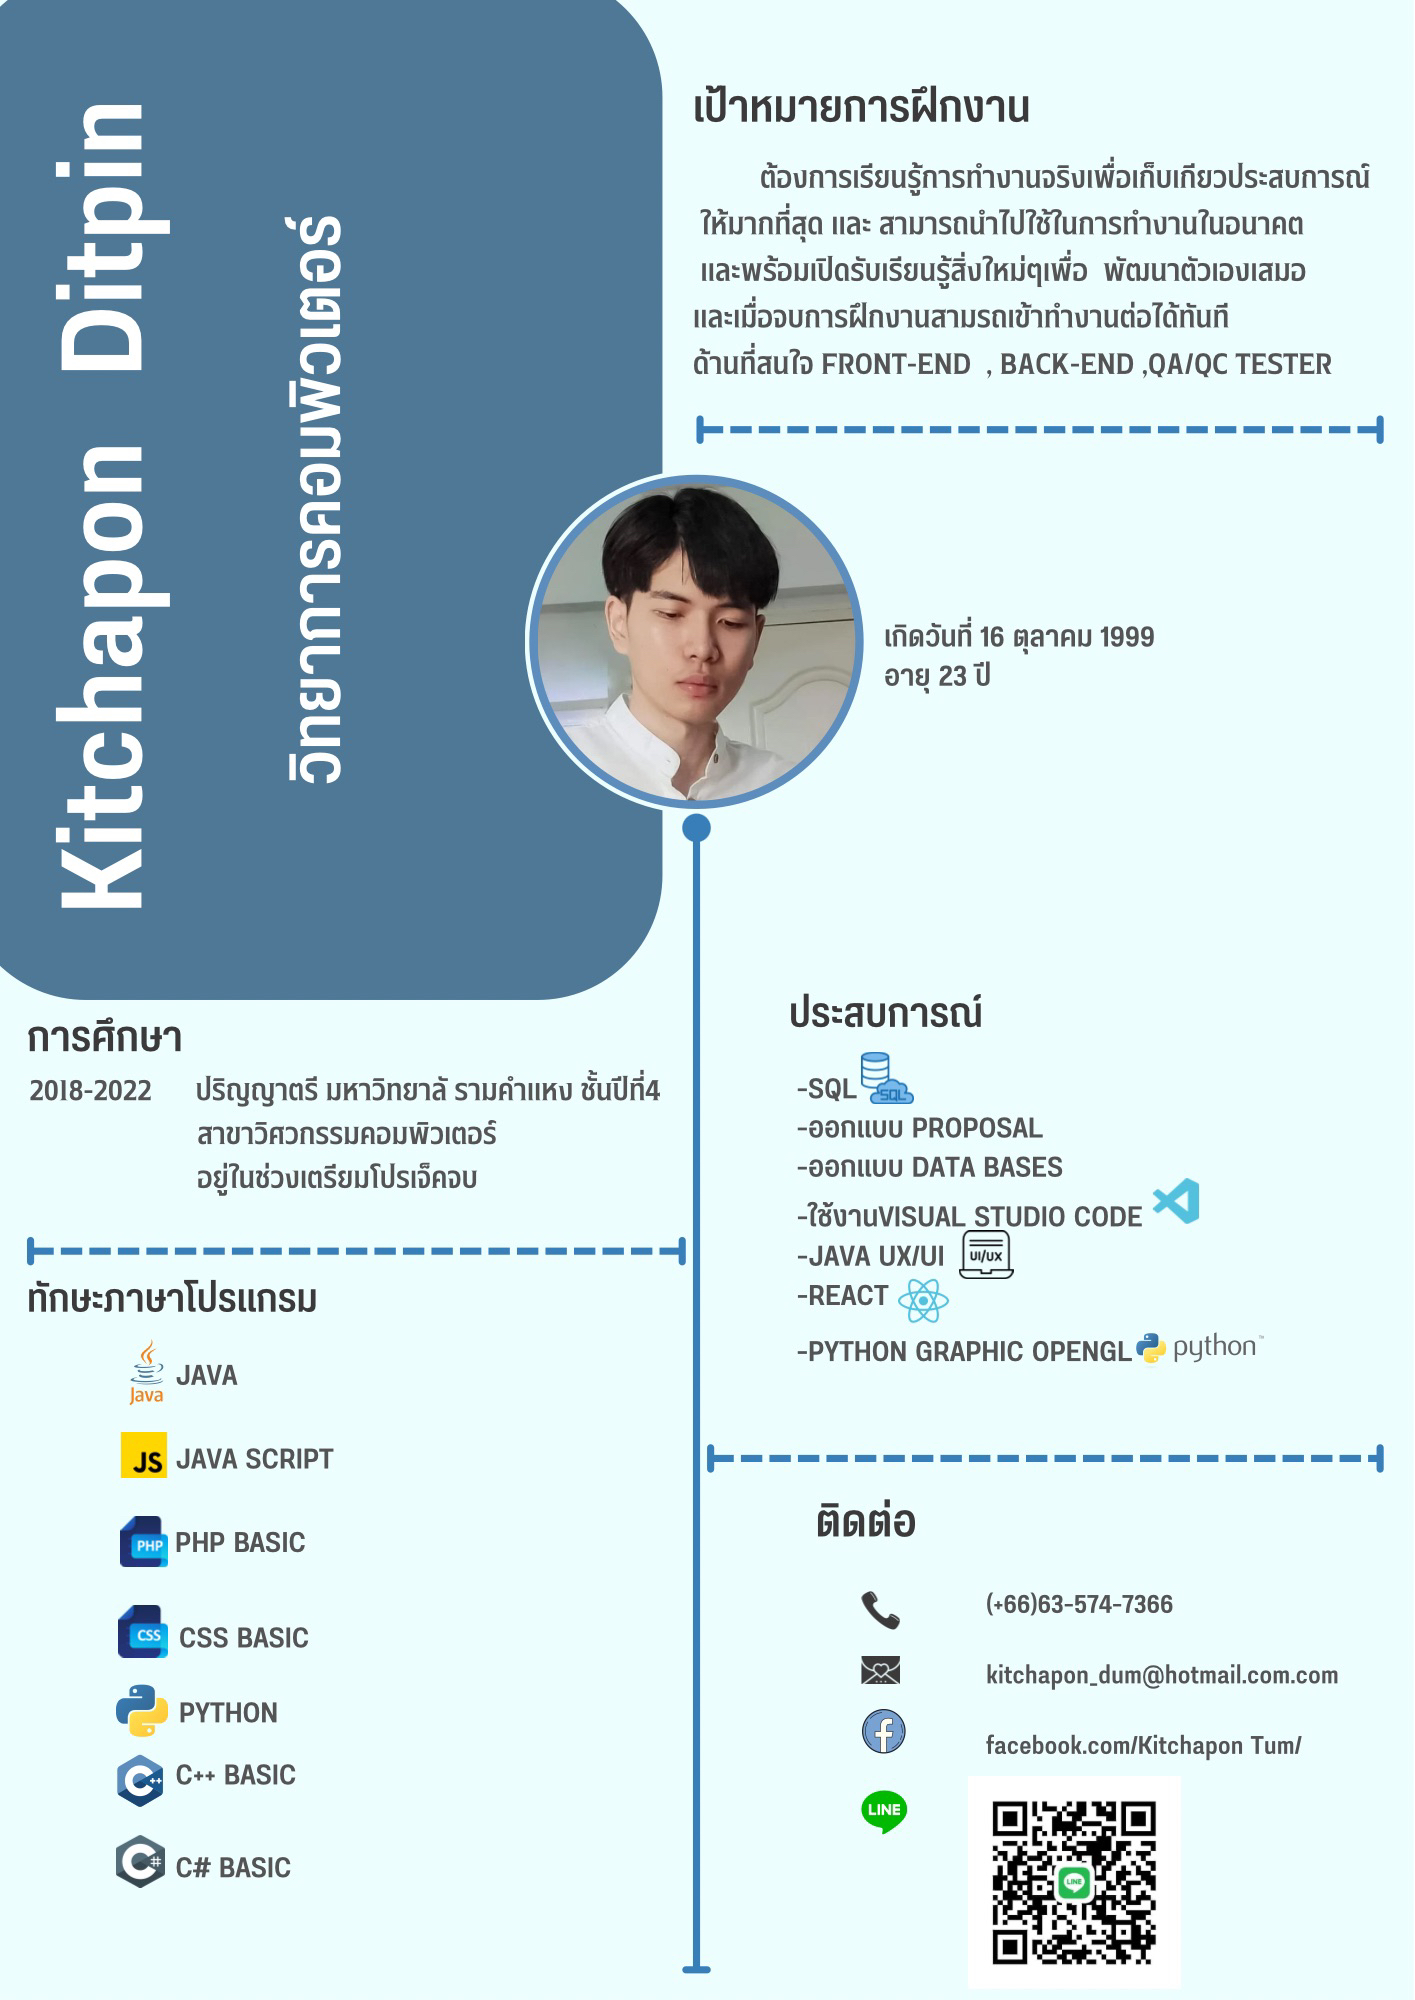 Kitchapon Ditpin
วิทยาการคอมพิวเตอร์
เป้าหมายการฝึกงาน
ต้องการเรียนรู้การทำงานจริงเพื่อเก็บเกียวประสบการณ์
ให้มากที่สุด และ สามารถนำไปใช้ในการทำงานในอนาคต
และพร้อมเปิดรับเรียนรู้สิ่งใหม่ๆเพื่อ พัฒนาตัวเองเสมอ
และเมื่อจบการฝึกงานสามรถเข้าทำงานต่อได้ทันที
ด้านที่สนใจ FRONT-END , BACK-END ,QA/QC TESTER
เกิดวันที่ 16 ตุลาคม 1999
อายุ 23 ปี
การศึกษา
2018-2022 ปริญญาตรี มหาวิทยาลั รามคำแหง ชั้นปีที่4
สาขาวิศวกรรมคอมพิวเตอร์
อยู่ในช่วงเตรียมโปรเจ็คจบ
ทักษะภาษาโปรแกรม
Java JAVA
JS JAVA SCRIPT
PHP PHP BASIC
CSS CSS BASIC
PYTHON
C++ C++ BASIC
C# C# BASIC
ประสบการณ์
-SQL SQL
-ออกแบบ PROPOSAL
-ออกแบบ DATA BASES
-ใช้งานVISUAL STUDIO CODE
-JAVA UX/UI UI/UX
-REACT
-PYTHON GRAPHIC OPENGL python™
ติดต่อ
(+66)63-574-7366
kitchapon_dum@hotmail.com.com
facebook.com/Kitchapon Tum/
LINE
LINE